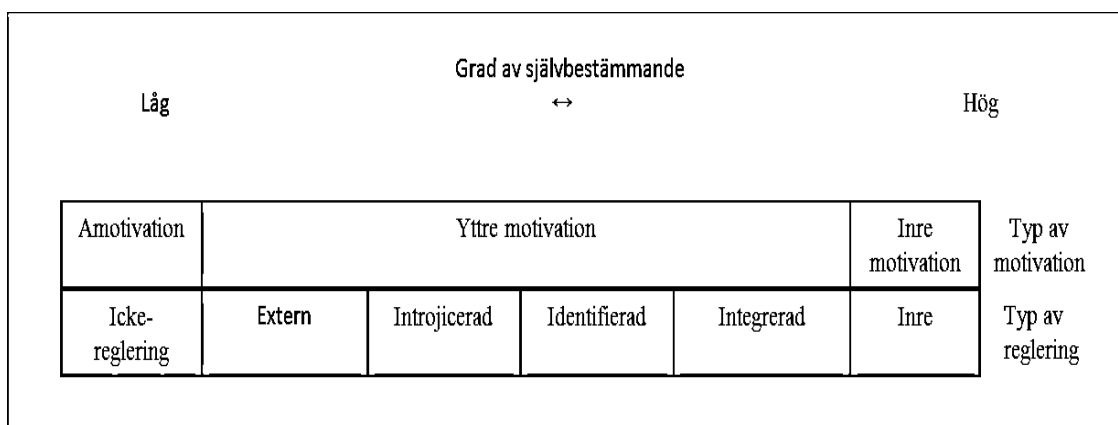 Grad av självbestämmande
Låg ↔ Hög
Amotivation Yttre motivation Inre motivation Typ av motivation
Icke-reglering Extern Introjicerad Identifierad Integrerad Inre Typ av reglering